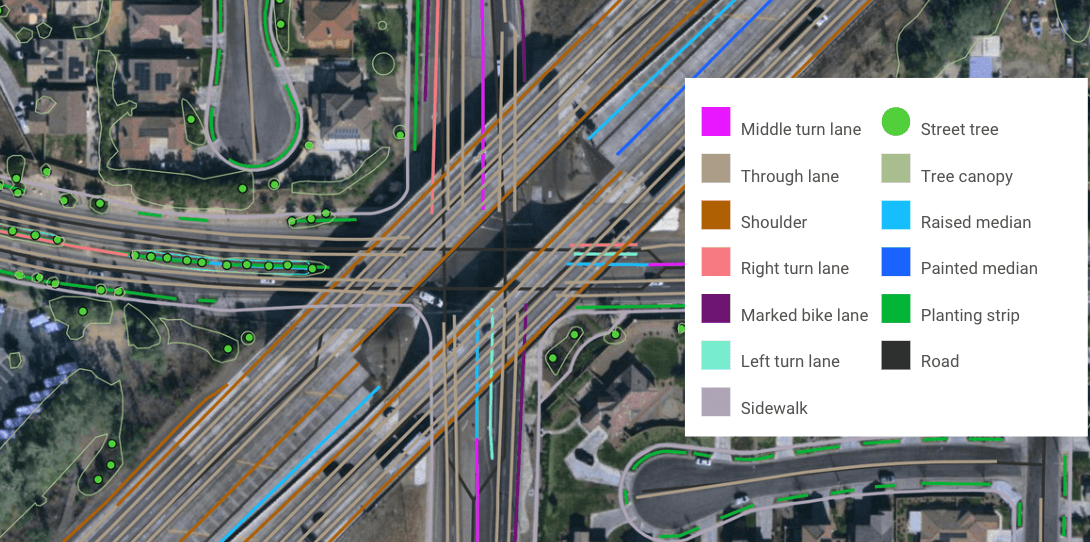 Middle turn lane
Street tree
Through lane
Tree canopy
Shoulder
Raised median
Right turn lane
Painted median
Marked bike lane
Planting strip
Left turn lane
Road
Sidewalk